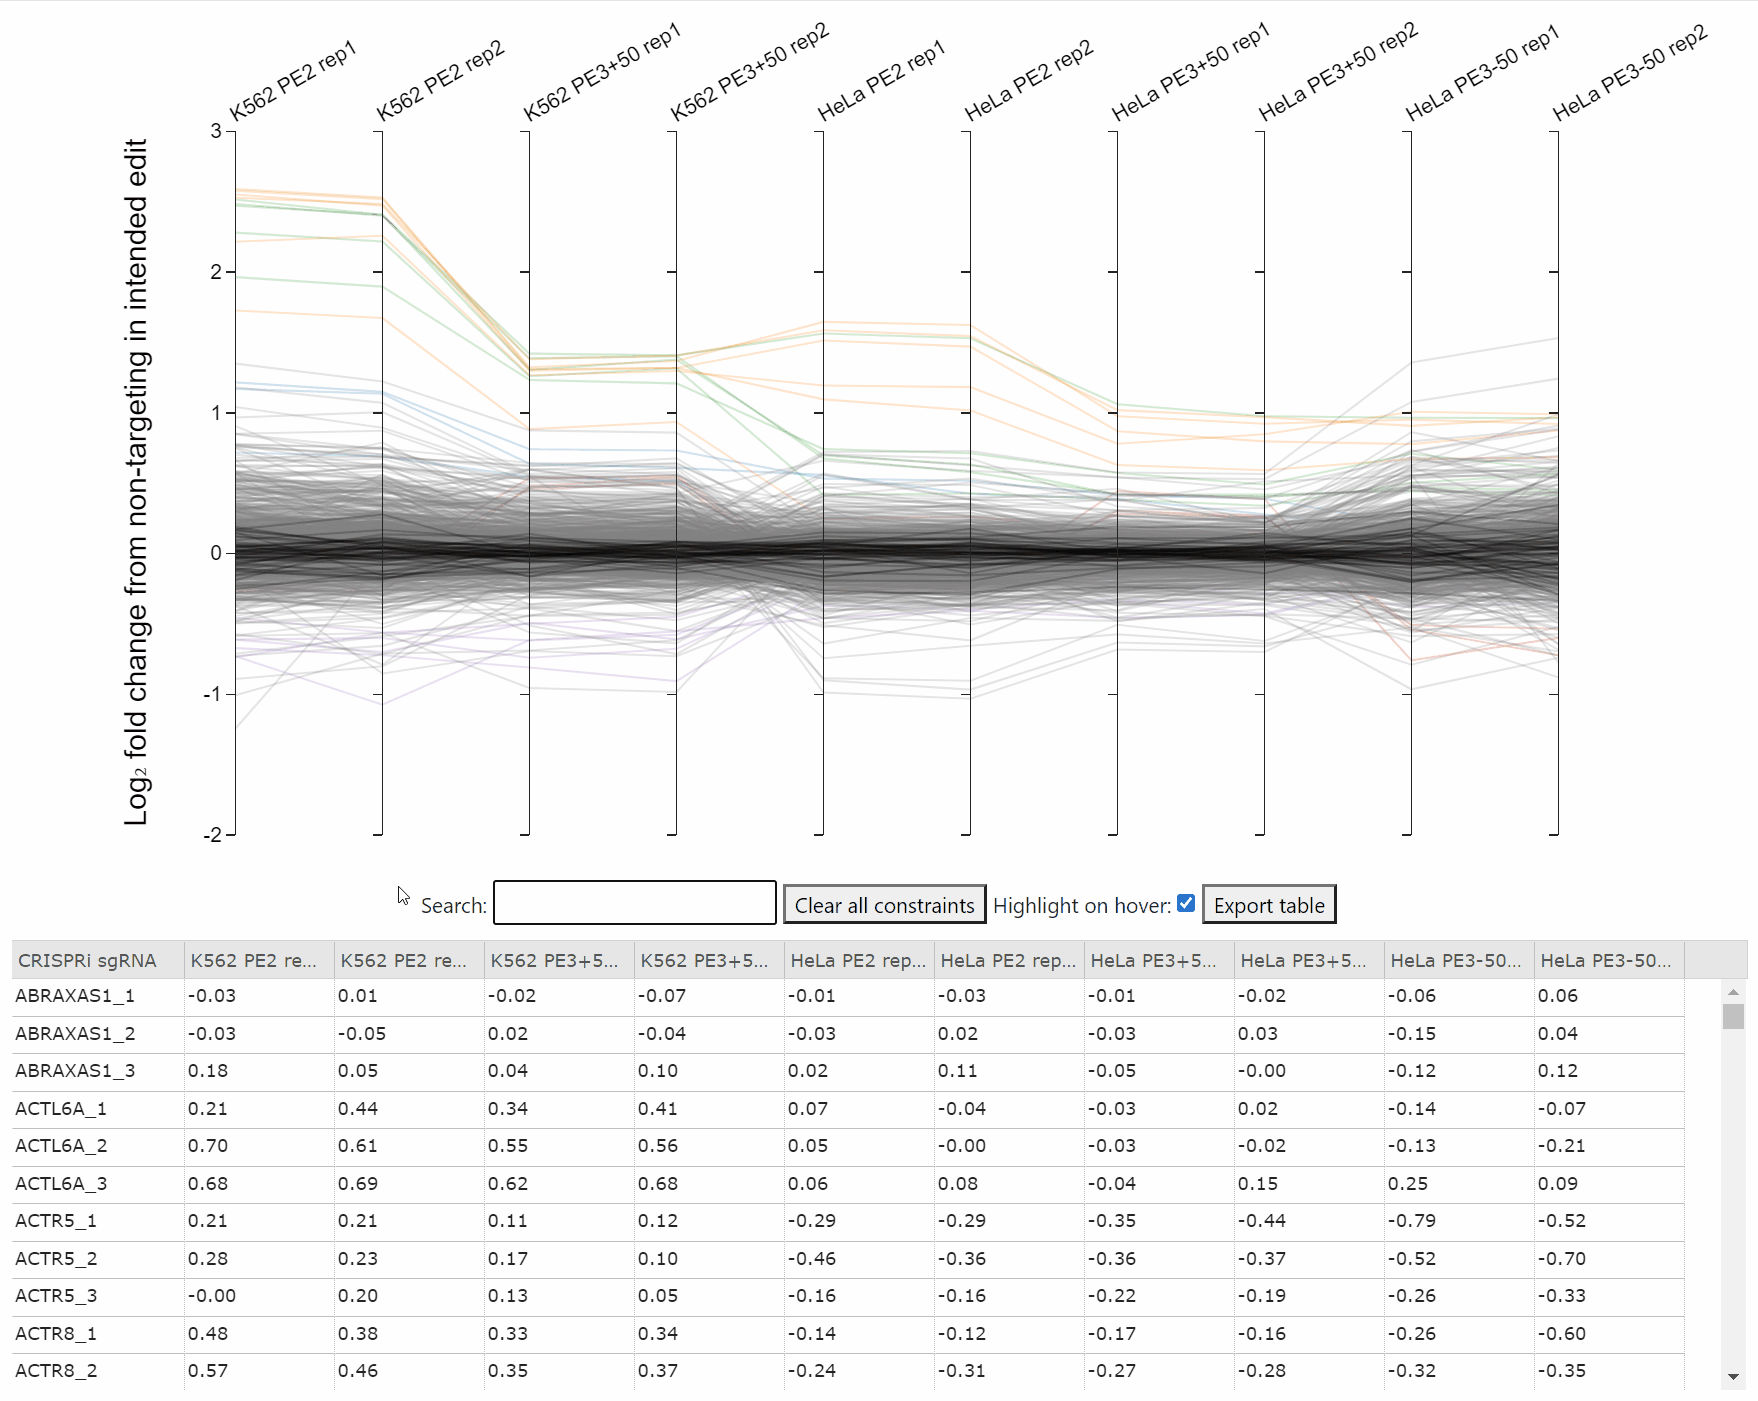 K562 PE2 rep1
K562 PE2 rep2
K562 PE3+50 rep1
K562 PE3+50 rep2
HeLa PE2 rep1
HeLa PE2 rep2
HeLa PE3+50 rep1
HeLa PE3+50 rep2
HeLa PE3-50 rep1
HeLa PE3-50 rep2
Log₂ fold change from non-targeting in intended edit
3
2
1
0
-1
-2
Search: Clear all constraints Highlight on hover: Export table
CRISPRi sgRNA K562 PE2 re... K562 PE2 re... K562 PE3+5... K562 PE3+5... HeLa PE2 rep... HeLa PE2 rep... HeLa PE3+5... HeLa PE3+5... HeLa PE3-50... HeLa PE3-50...
ABRAXAS1_1 -0.03 0.01 -0.02 -0.07 -0.01 -0.03 -0.01 -0.02 -0.06 0.06
ABRAXAS1_2 -0.03 -0.05 0.02 -0.04 -0.03 0.02 -0.03 0.03 -0.15 0.04
ABRAXAS1_3 0.18 0.05 0.04 0.10 0.02 0.11 -0.05 -0.00 -0.12 0.12
ACTL6A_1 0.21 0.44 0.34 0.41 0.07 -0.04 -0.03 0.02 -0.14 -0.07
ACTL6A_2 0.70 0.61 0.55 0.56 0.05 -0.00 -0.03 -0.02 -0.13 -0.21
ACTL6A_3 0.68 0.69 0.62 0.68 0.06 0.08 -0.04 0.15 0.25 0.09
ACTR5_1 0.21 0.21 0.11 0.12 -0.29 -0.29 -0.35 -0.44 -0.79 -0.52
ACTR5_2 0.28 0.23 0.17 0.10 -0.46 -0.36 -0.36 -0.37 -0.52 -0.70
ACTR5_3 -0.00 0.20 0.13 0.05 -0.16 -0.16 -0.22 -0.19 -0.26 -0.33
ACTR8_1 0.48 0.38 0.33 0.34 -0.14 -0.12 -0.17 -0.16 -0.26 -0.60
ACTR8_2 0.57 0.46 0.35 0.37 -0.24 -0.31 -0.27 -0.28 -0.32 -0.35